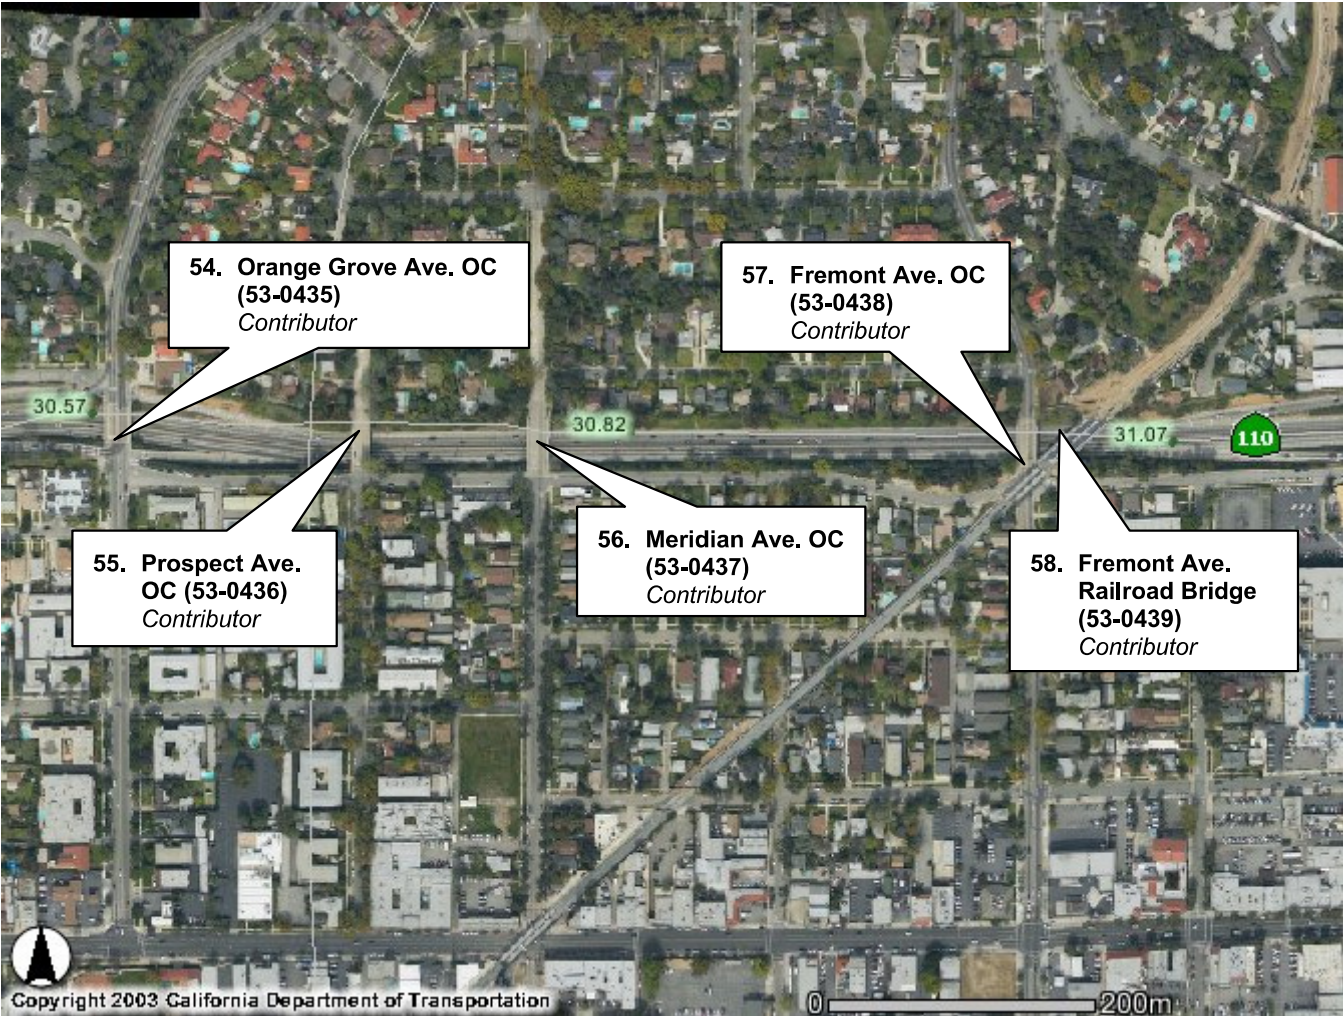 54. Orange Grove Ave. OC
(53-0435)
Contributor
57. Fremont Ave. OC
(53-0438)
Contributor
30.57
30.82
31.07
110
55. Prospect Ave.
OC (53-0436)
Contributor
56. Meridian Ave. OC
(53-0437)
Contributor
58. Fremont Ave.
Railroad Bridge
(53-0439)
Contributor
Copyright 2003 California Department of Transportation
0 200m